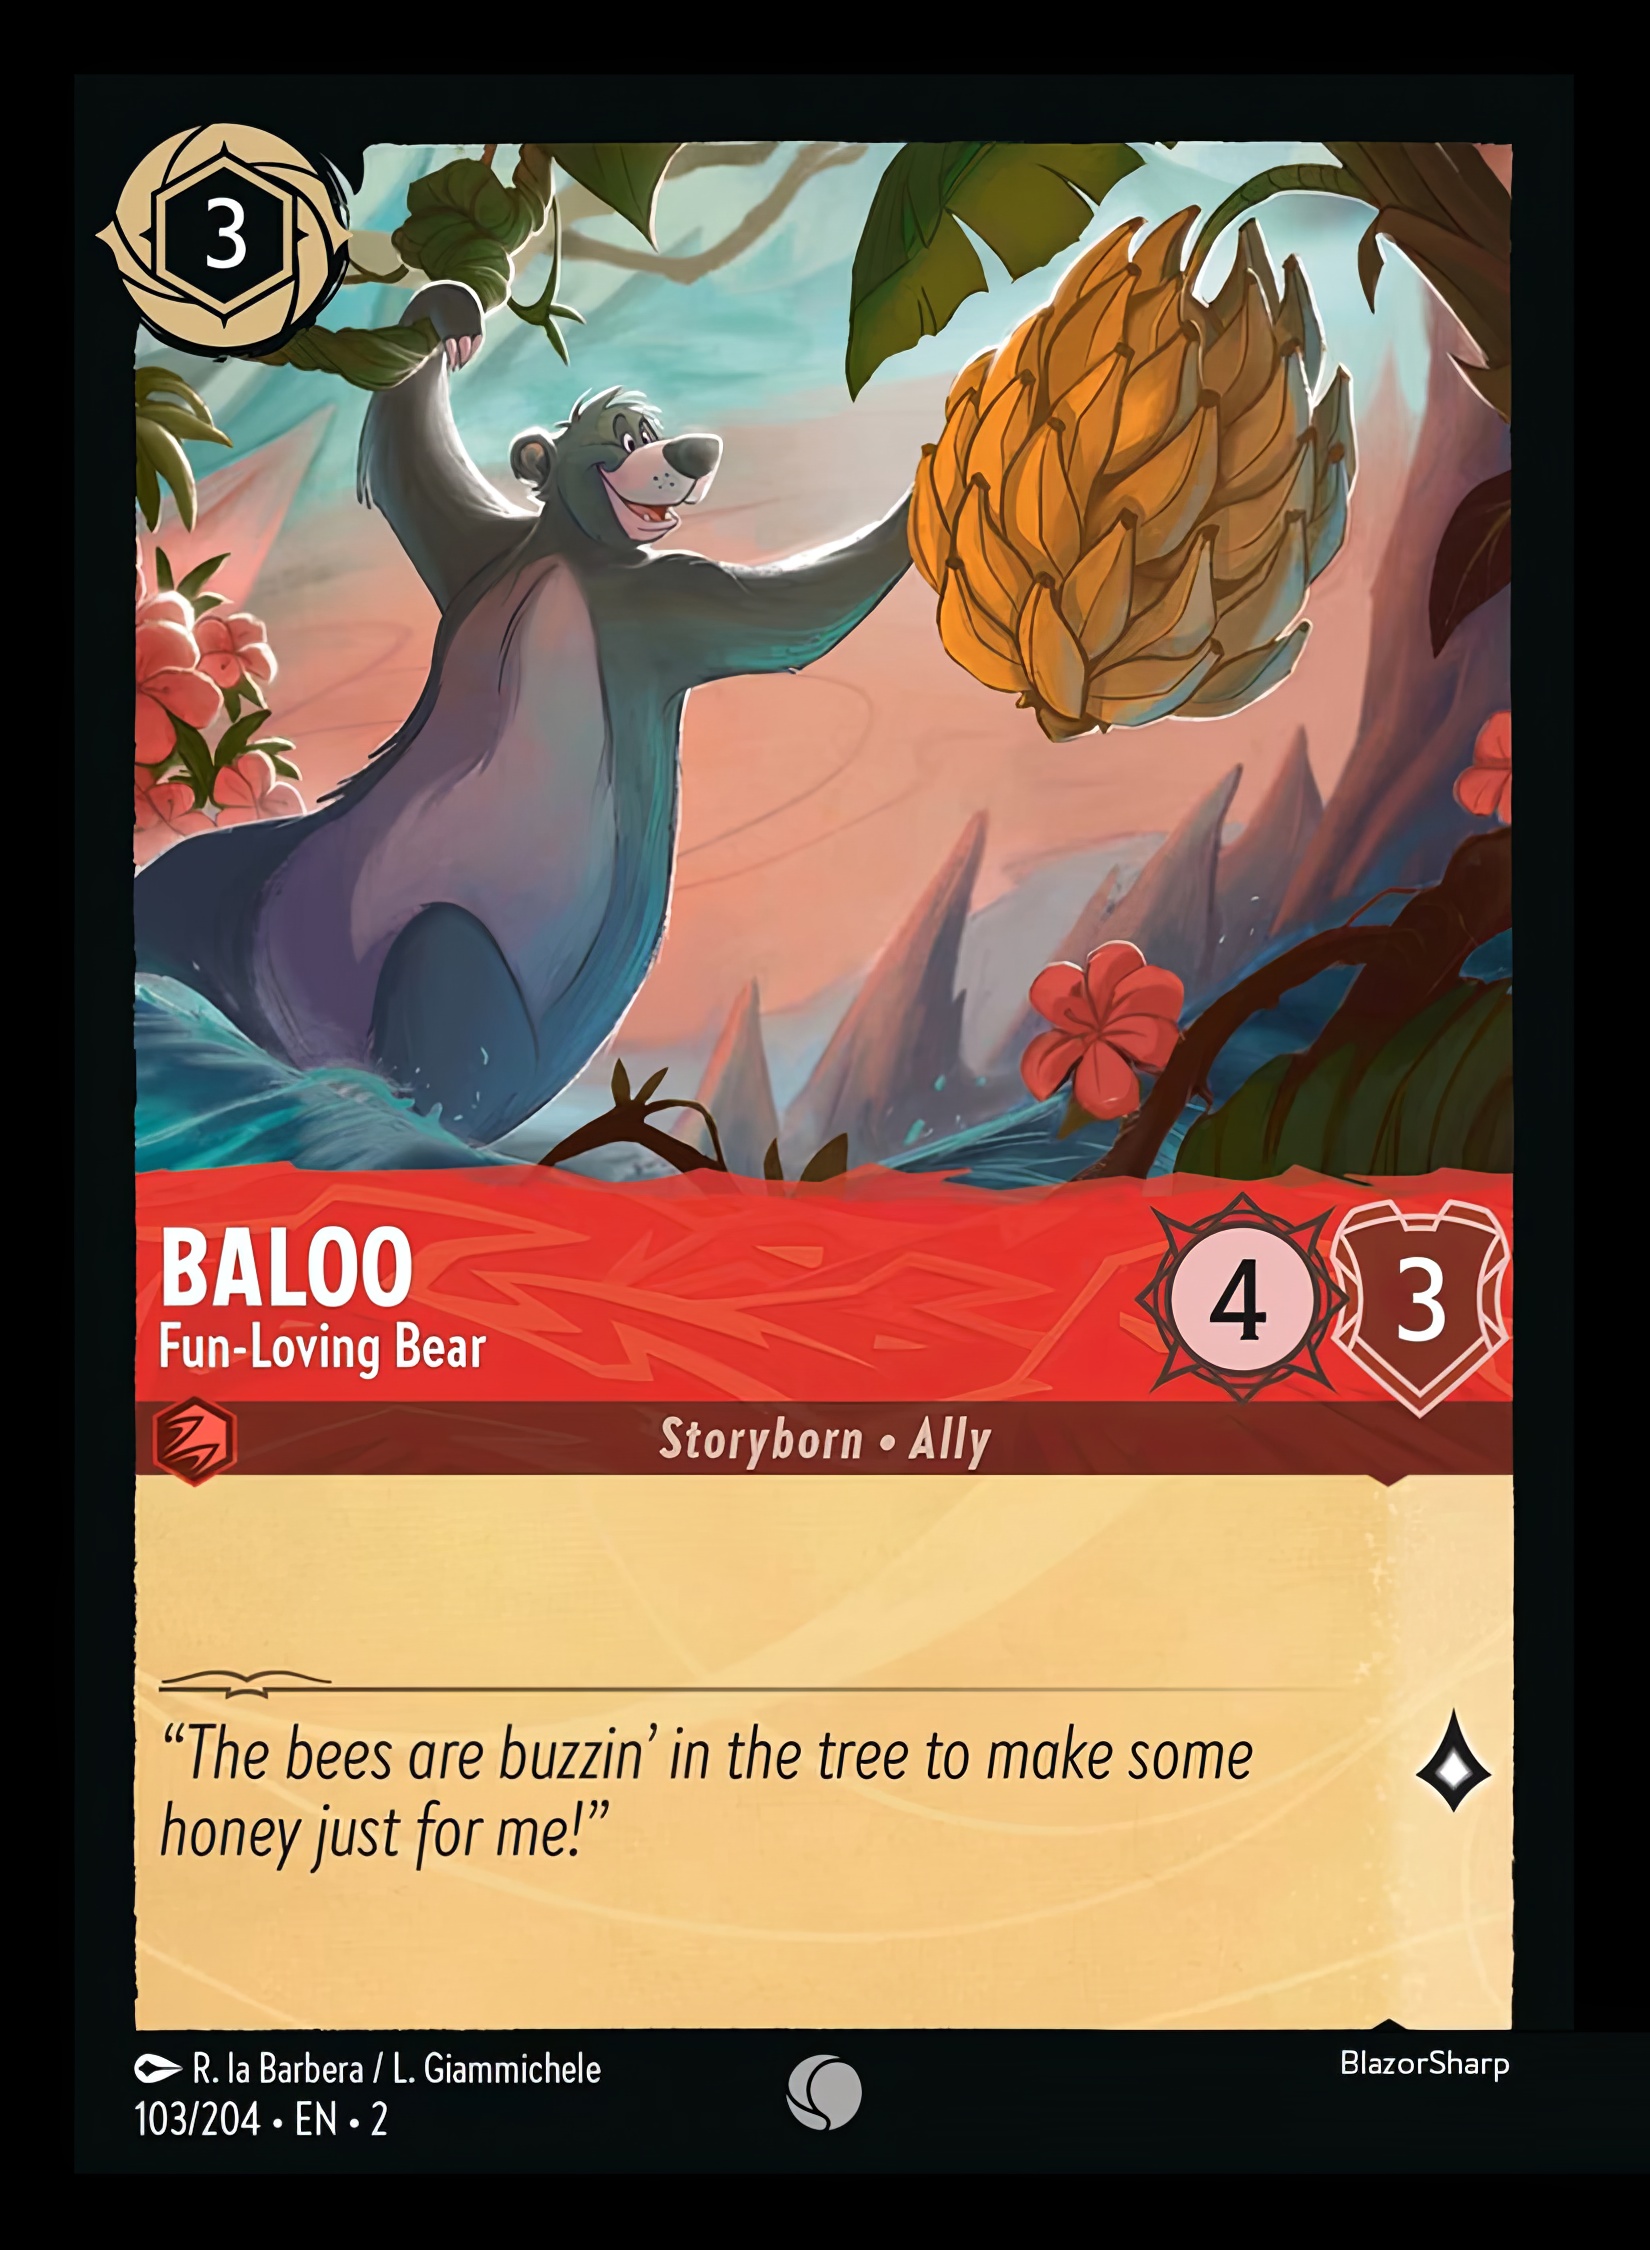 3
BALOO
Fun-Loving Bear
4
3
Storyborn • Ally
“The bees are buzzin’ in the tree to make some
honey just for me!”
R. la Barbera / L. Giammichele
BlazorSharp
103/204 • EN • 2